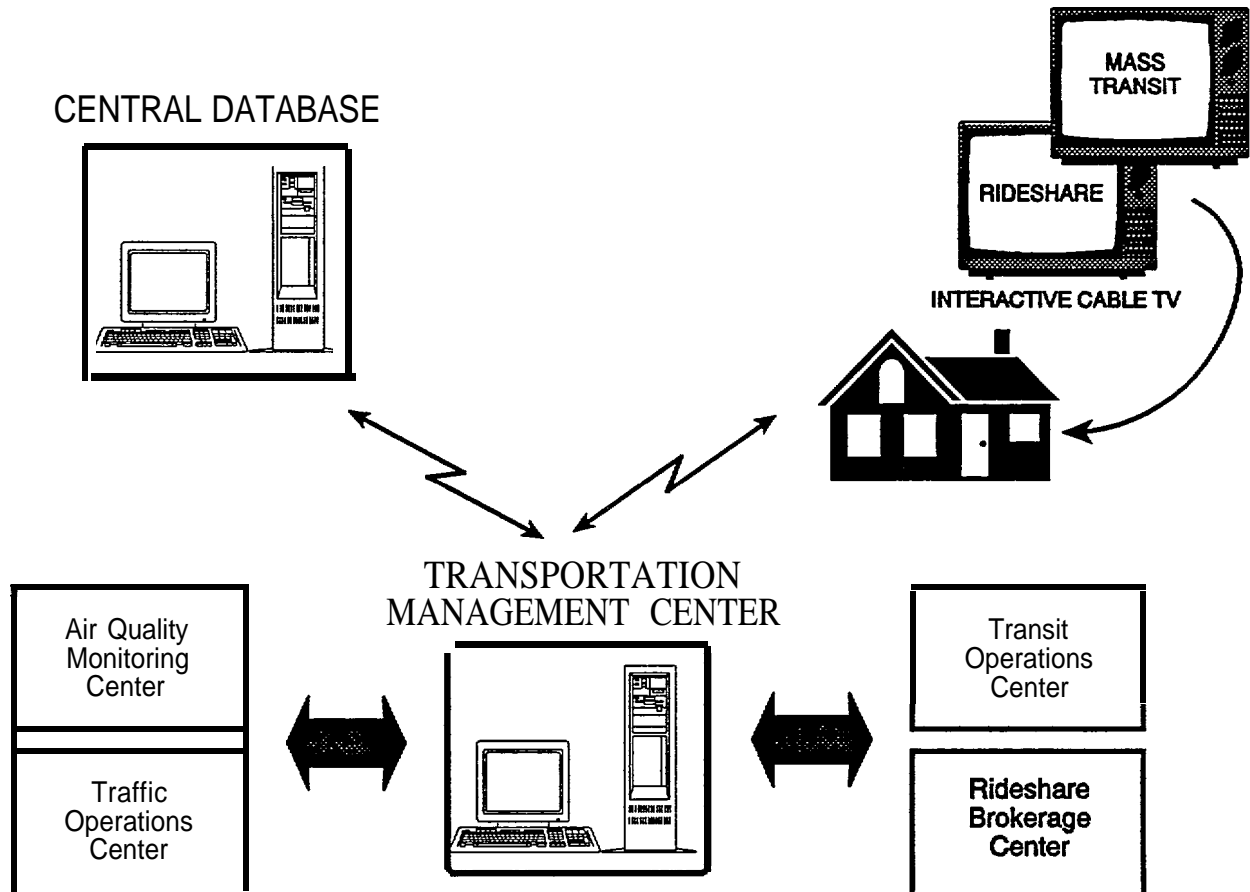 MASS
TRANSIT
CENTRAL DATABASE
RIDESHARE
INTERACTIVE CABLE TV
TRANSPORTATION
MANAGEMENT CENTER
Air Quality
Monitoring
Center
Transit
Operations
Center
Traffic
Operations
Center
Rideshare
Brokerage
Center